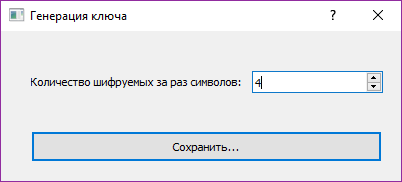 Генерация ключа
Количество шифруемых за раз символов: 4
Сохранить...